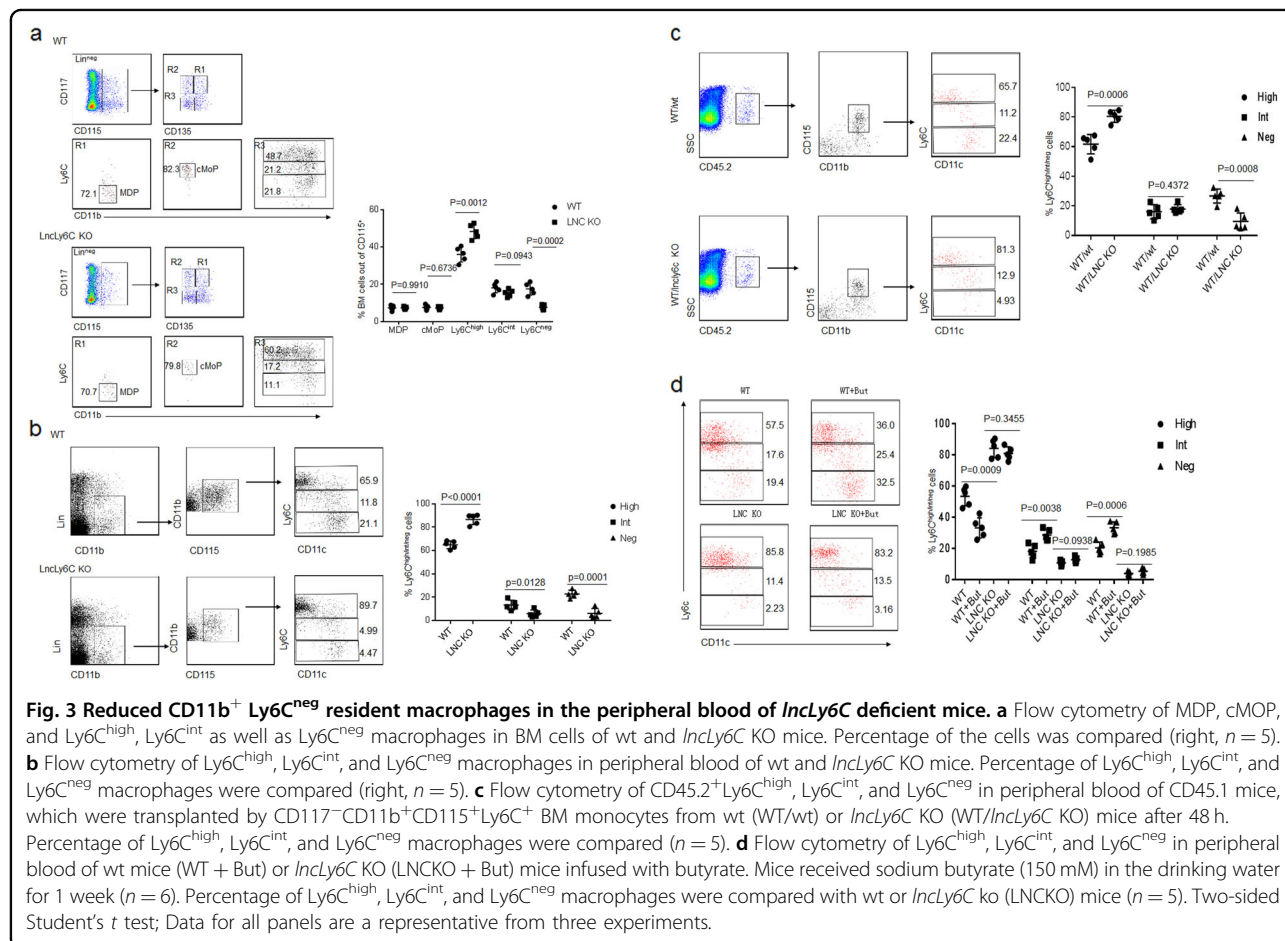 a
WT
Lin^neg
CD117
CD115
R2 R1
R3
CD135
R1
Ly6C
72.1 MDP
R2
82.3 cMoP
R3
48.7
21.2
21.8
CD11b
LncLy6C KO
Lin^neg
CD117
CD115
R2 R1
R3
CD135
R1
Ly6C
70.7 MDP
R2
79.8 cMoP
R3
60.2
17.2
11.1
CD11b
% BM cells out of CD115+
80
60
40
20
0
P=0.9910
P=0.6736
P=0.0012
P=0.0943
P=0.0002
WT
LNC KO
MDP cMoP Ly6C^high Ly6C^int Ly6C^neg
b
WT
Lin
CD11b
CD11b
CD115
Ly6C
65.9
11.8
21.1
CD11c
LncLy6C KO
Lin
CD11b
CD11b
CD115
Ly6C
89.7
4.99
4.47
CD11c
% Ly6C^high/int/neg cells
100
80
60
40
20
0
P<0.0001
p=0.0128
p=0.0001
High
Int
Neg
WT
LNC KO
WT
LNC KO
WT
LNC KO
c
WT/wt
SSC
CD45.2
CD115
CD11b
Ly6C
65.7
11.2
22.4
CD11c
WT/lncly6c KO
SSC
CD45.2
CD115
CD11b
Ly6C
81.3
12.9
4.93
CD11c
% Ly6C^high/int/neg cells
100
80
60
40
20
0
P=0.0006
P=0.4372
P=0.0008
High
Int
Neg
WT/wt
WT/LNC KO
WT/wt
WT/LNC KO
WT/wt
WT/LNC KO
d
WT
57.5
17.6
19.4
WT+But
36.0
25.4
32.5
LNC KO
85.8
11.4
2.23
LNC KO+But
83.2
13.5
3.16
Ly6c
CD11c
% Ly6C^high/int/neg cells
100
80
60
40
20
0
P=0.3455
P=0.0009
P=0.0038
P=0.0938
P=0.0006
P=0.1985
High
Int
Neg
WT
WT+But
LNC KO
LNC KO+But
WT
WT+But
LNC KO
LNC KO+But
WT
WT+But
LNC KO
LNC KO+But
Fig. 3 Reduced CD11b+ Ly6C^neg resident macrophages in the peripheral blood of lncLy6C deficient mice. a Flow cytometry of MDP, cMOP,
and Ly6C^high, Ly6C^int as well as Ly6C^neg macrophages in BM cells of wt and lncLy6C KO mice. Percentage of the cells was compared (right, n = 5).
b Flow cytometry of Ly6C^high, Ly6C^int, and Ly6C^neg macrophages in peripheral blood of wt and lncLy6C KO mice. Percentage of Ly6C^high, Ly6C^int, and
Ly6C^neg macrophages were compared (right, n = 5). c Flow cytometry of CD45.2+Ly6C^high, Ly6C^int, and Ly6C^neg in peripheral blood of CD45.1 mice,
which were transplanted by CD117−CD11b+CD115+Ly6C+ BM monocytes from wt (WT/wt) or lncLy6C KO (WT/lncLy6C KO) mice after 48 h.
Percentage of Ly6C^high, Ly6C^int, and Ly6C^neg macrophages were compared (n = 5). d Flow cytometry of Ly6C^high, Ly6C^int, and Ly6C^neg in peripheral
blood of wt mice (WT + But) or lncLy6C KO (LNCKO + But) mice infused with butyrate. Mice received sodium butyrate (150 mM) in the drinking water
for 1 week (n = 6). Percentage of Ly6C^high, Ly6C^int, and Ly6C^neg macrophages were compared with wt or lncLy6C ko (LNCKO) mice (n = 5). Two-sided
Student's t test; Data for all panels are a representative from three experiments.